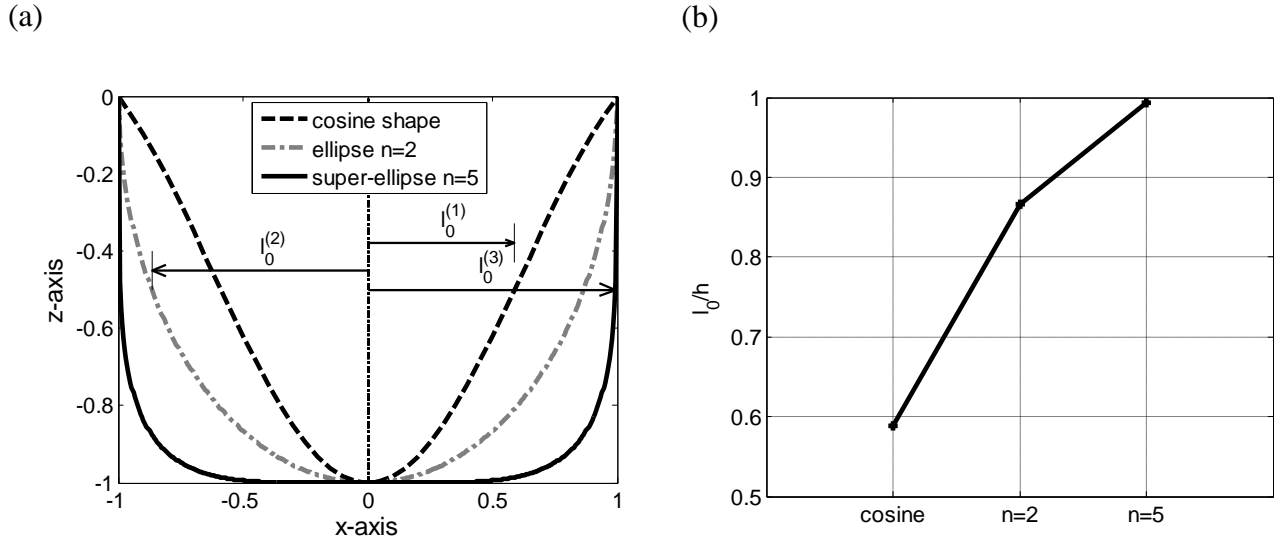 (a)
(b)
0
-0.2
-0.4
-0.6
-0.8
-1
z-axis
cosine shape
ellipse n=2
super-ellipse n=5
l0(1)
l0(2)
l0(3)
-1
-0.5
0
0.5
1
x-axis
1
0.9
0.8
0.7
0.6
0.5
l0/h
cosine
n=2
n=5